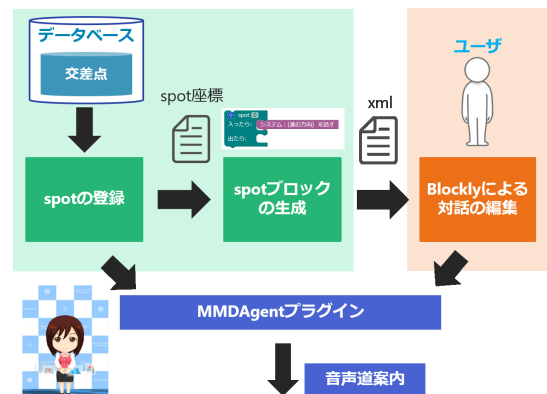 データベース
交差点
ユーザ
spot座標
xml
spot
入ったら: システム:(進む方向) を話す
出たら:
spotの登録
spotブロック
の生成
Blocklyによる
対話の編集
MMDAgentプラグイン
音声道案内